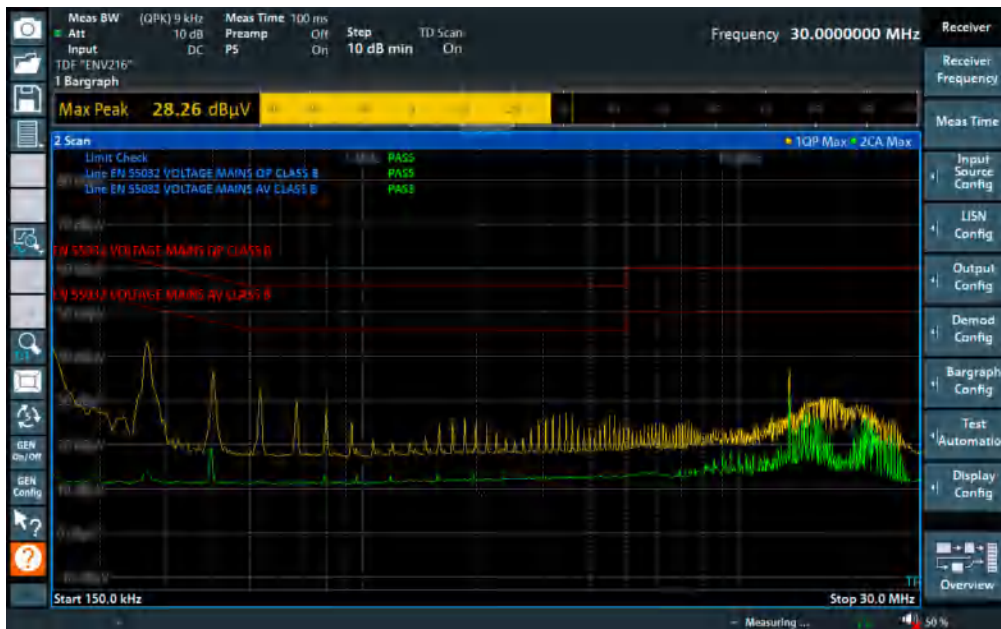 Meas BW (QPK) 9 kHz Meas Time 100 ms
Att 10 dB Preamp Off Step TD Scan
Input DC PS On 10 dB min On
Frequency 30.0000000 MHz
TDF "ENV216"
1 Bargraph
Max Peak 28.26 dBµV
2 Scan
1QP Max 2CA Max
Limit Check PASS
Line EN 55032 VOLTAGE MAINS QP CLASS B PASS
Line EN 55032 VOLTAGE MAINS AV CLASS B PASS
EN 55032 VOLTAGE MAINS QP CLASS B
EN 55032 VOLTAGE MAINS AV CLASS B
TF
Start 150.0 kHz Stop 30.0 MHz
Measuring ...
50 %
GEN
On/Off
GEN
Config
Receiver
Receiver
Frequency
Meas Time
Input
Source
Config
LISN
Config
Output
Config
Demod
Config
Bargraph
Config
Test
Automatio
Display
Config
Overview